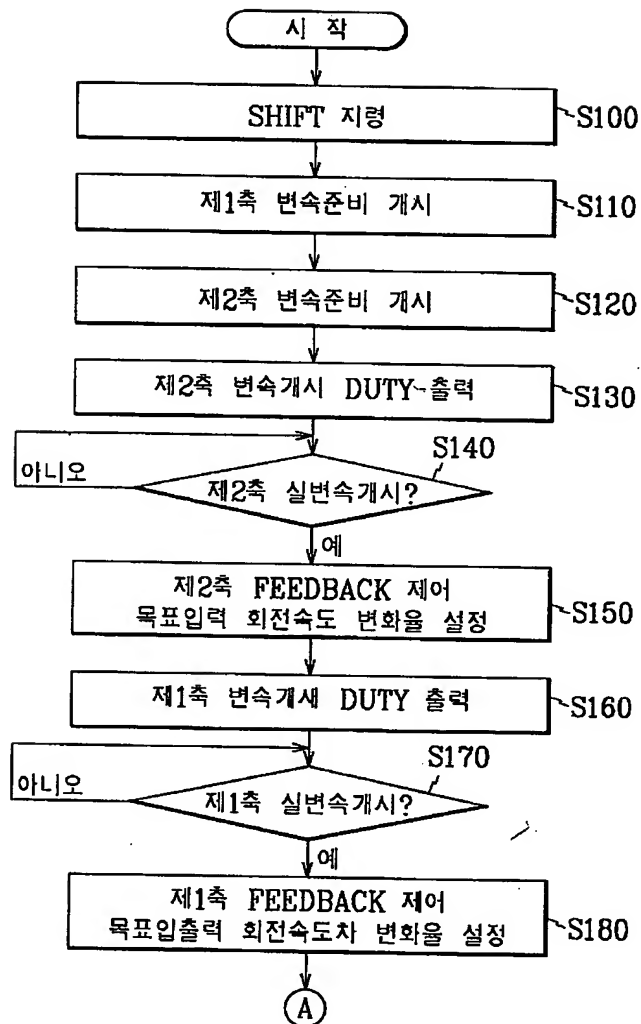 시 작
SHIFT 지령
S100
제1축 변속준비 개시
S110
제2축 변속준비 개시
S120
제2축 변속개시 DUTY 출력
S130
S140
아니오
제2축 실변속개시?
예
제2축 FEEDBACK 제어
목표입력 회전속도 변화율 설정
S150
제1축 변속개새 DUTY 출력
S160
S170
아니오
제1축 실변속개시?
예
제1축 FEEDBACK 제어
목표입출력 회전속도차 변화율 설정
S180
A